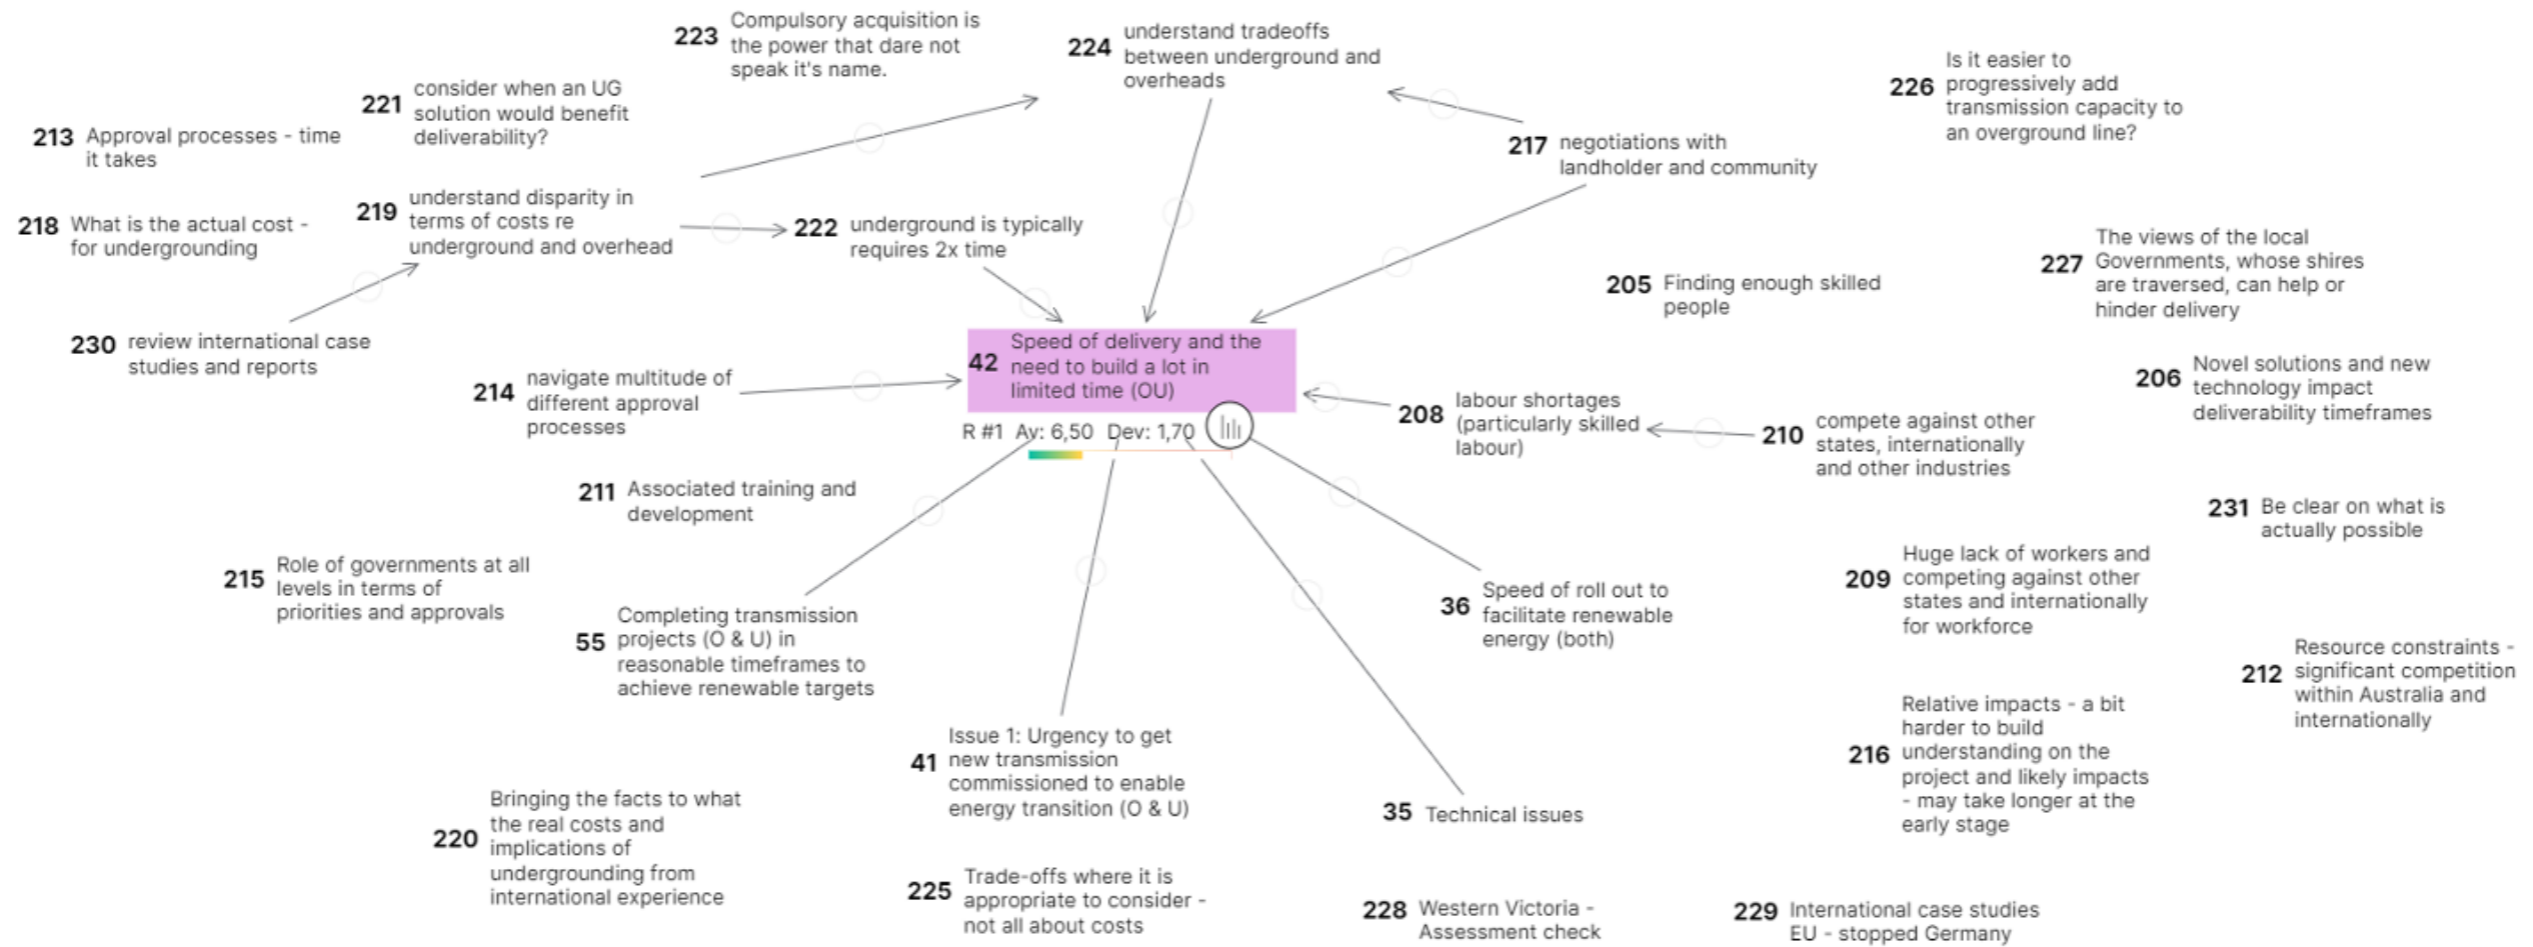 223 Compulsory acquisition is
the power that dare not
speak it's name.
224 understand tradeoffs
between underground and
overheads
226 Is it easier to
progressively add
transmission capacity to
an overground line?
221 consider when an UG
solution would benefit
deliverability?
213 Approval processes - time
it takes
217 negotiations with
landholder and community
218 What is the actual cost -
for undergrounding
219 understand disparity in
terms of costs re
underground and overhead
222 underground is typically
requires 2x time
227 The views of the local
Governments, whose shires
are traversed, can help or
hinder delivery
205 Finding enough skilled
people
230 review international case
studies and reports
42 Speed of delivery and the
need to build a lot in
limited time (OU)
R #1 Av: 6,50 Dev: 1,70
214 navigate multitude of
different approval
processes
208 labour shortages
(particularly skilled
labour)
210 compete against other
states, internationally
and other industries
206 Novel solutions and new
technology impact
deliverability timeframes
211 Associated training and
development
231 Be clear on what is
actually possible
215 Role of governments at all
levels in terms of
priorities and approvals
55 Completing transmission
projects (O & U) in
reasonable timeframes to
achieve renewable targets
36 Speed of roll out to
facilitate renewable
energy (both)
209 Huge lack of workers and
competing against other
states and internationally
for workforce
212 Resource constraints -
significant competition
within Australia and
internationally
41 Issue 1: Urgency to get
new transmission
commissioned to enable
energy transition (O & U)
216 Relative impacts - a bit
harder to build
understanding on the
project and likely impacts
- may take longer at the
early stage
35 Technical issues
220 Bringing the facts to what
the real costs and
implications of
undergrounding from
international experience
225 Trade-offs where it is
appropriate to consider -
not all about costs
228 Western Victoria -
Assessment check
229 International case studies
EU - stopped Germany